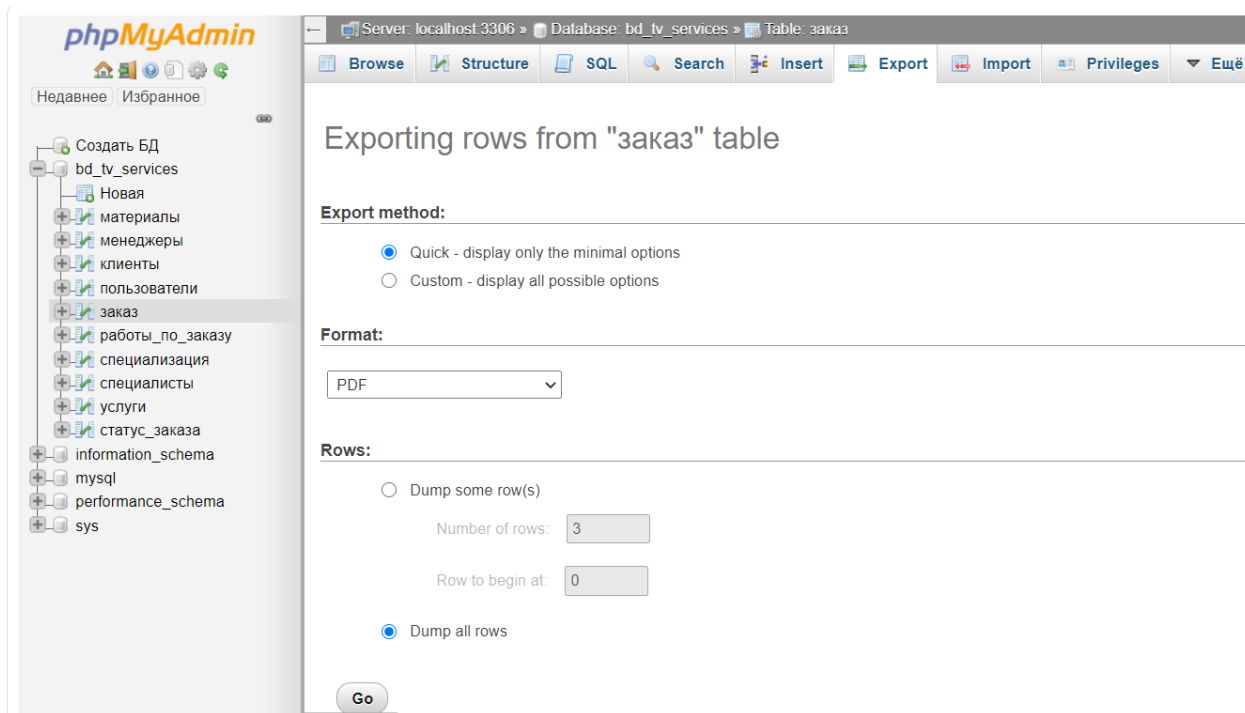 phpMyAdmin
Недавнее Избранное
Создать БД
bd_tv_services
Новая
материалы
менеджеры
клиенты
пользователи
заказ
работы_по_заказу
специализация
специалисты
услуги
статус_заказа
information_schema
mysql
performance_schema
sys
← Server: localhost:3306 » Database: bd_tv_services » Table: заказ
Browse Structure SQL Search Insert Export Import Privileges Ещё
Exporting rows from "заказ" table
Export method:
Quick - display only the minimal options
Custom - display all possible options
Format:
PDF
Rows:
Dump some row(s)
Number of rows: 3
Row to begin at: 0
Dump all rows
Go